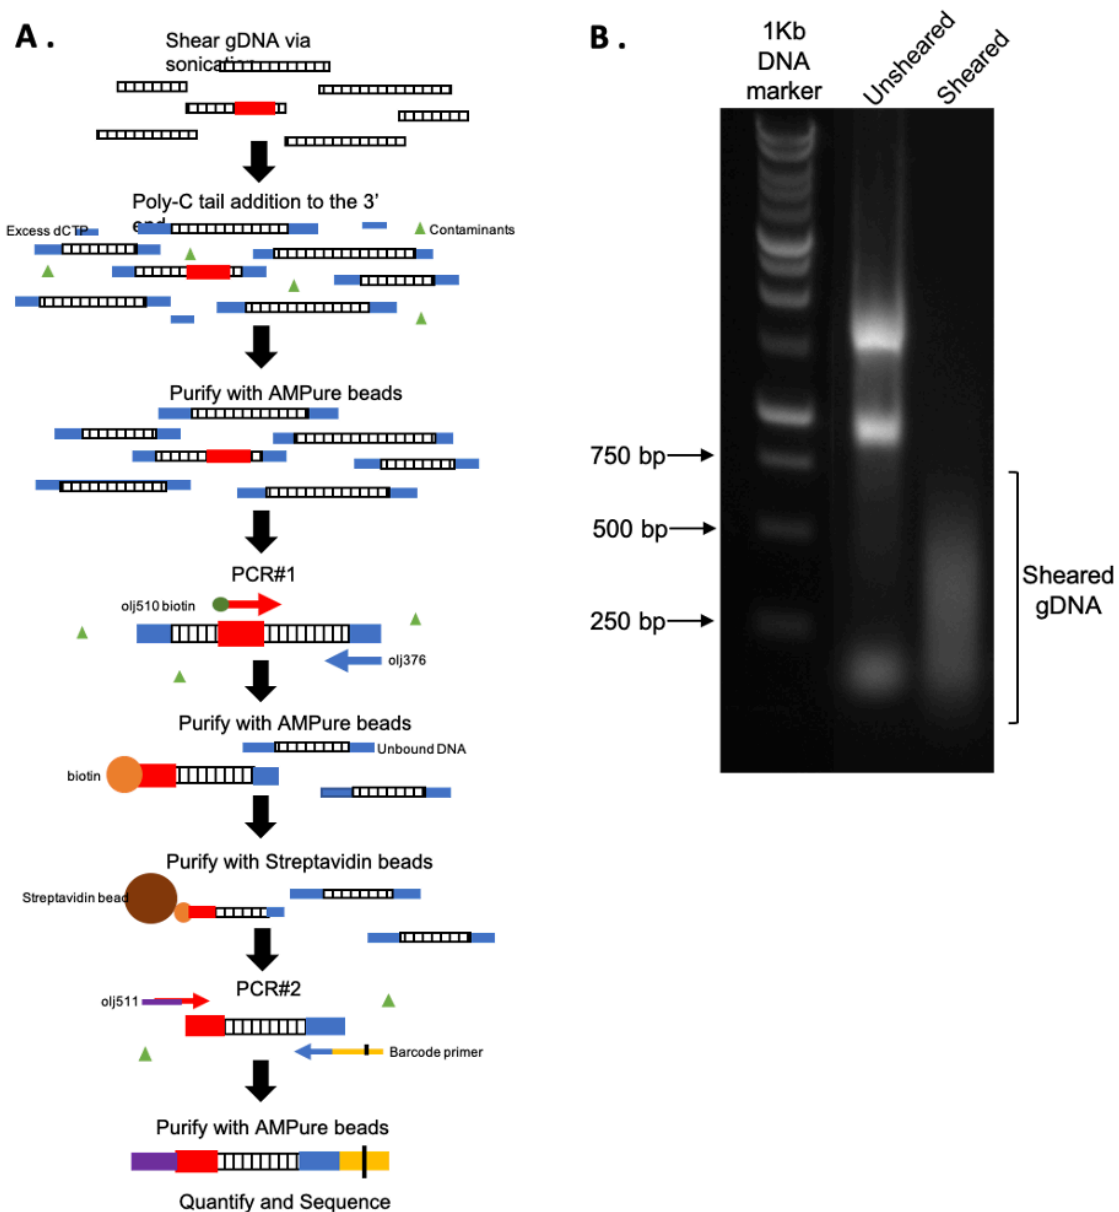 A .
Shear gDNA via
sonication
Poly-C tail addition to the 3'
end
Excess dCTP
Contaminants
Purify with AMPure beads
PCR#1
olj510 biotin
olj376
Purify with AMPure beads
Unbound DNA
biotin
Purify with Streptavidin beads
Streptavidin bead
PCR#2
olj511
Barcode primer
Purify with AMPure beads
Quantify and Sequence
B .
1Kb
DNA
marker
Unsheared
Sheared
750 bp
500 bp
250 bp
Sheared
gDNA